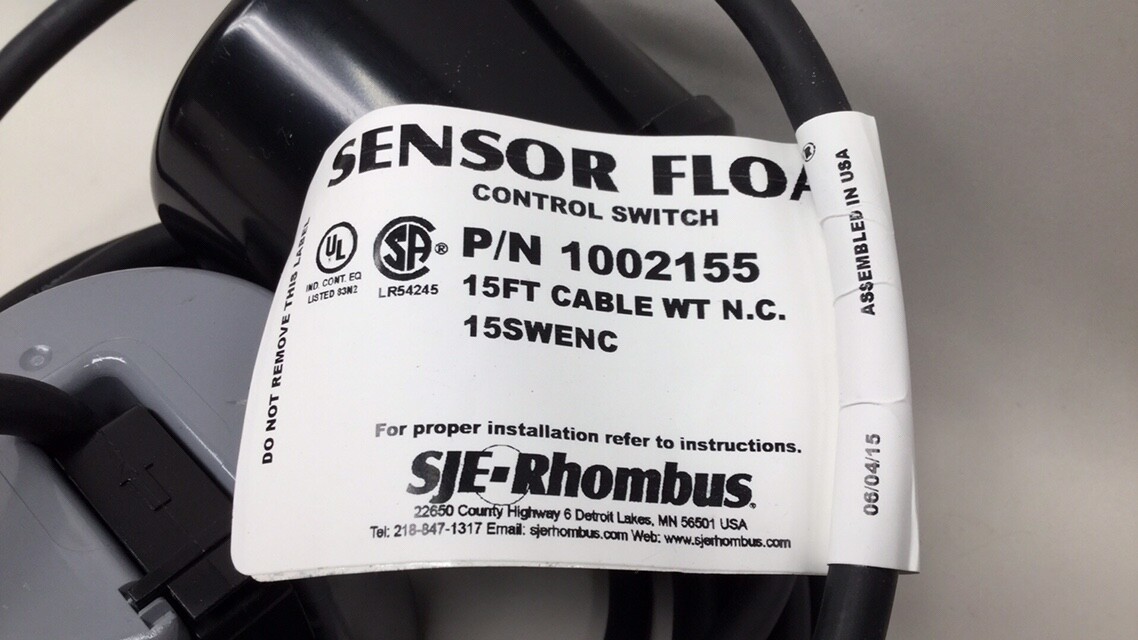 SENSOR FLOA
®
CONTROL SWITCH
UL
IND. CONT. EQ
LISTED 83N2
SA ®
LR54245
P/N 1002155
15FT CABLE WT N.C.
15SWENC
DO NOT REMOVE THIS LABEL
For proper installation refer to instructions.
SJE-Rhombus®
22650 County Highway 6 Detroit Lakes, MN 56501 USA
Tel: 218-847-1317 Email: sjerhombus.com Web: www.sjerhombus.com
ASSEMBLED IN USA
06/04/15